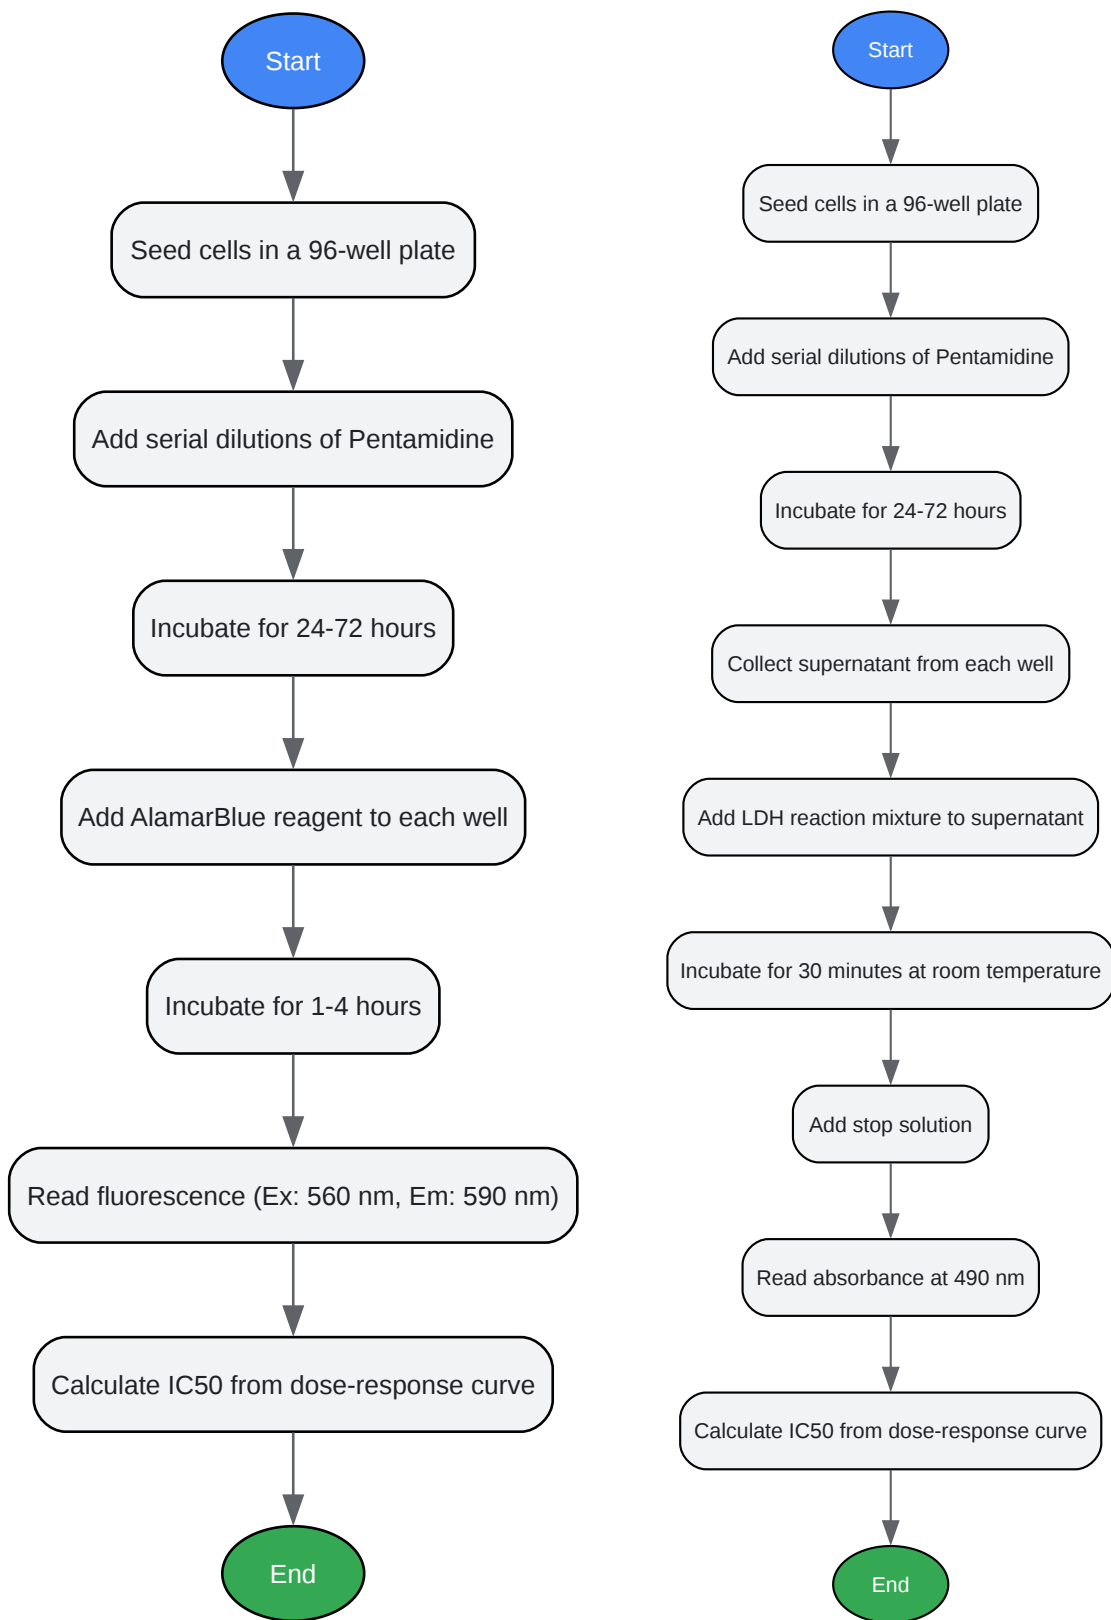 Start
Seed cells in a 96-well plate
Add serial dilutions of Pentamidine
Incubate for 24-72 hours
Add AlamarBlue reagent to each well
Incubate for 1-4 hours
Read fluorescence (Ex: 560 nm, Em: 590 nm)
Calculate IC50 from dose-response curve
End
Start
Seed cells in a 96-well plate
Add serial dilutions of Pentamidine
Incubate for 24-72 hours
Collect supernatant from each well
Add LDH reaction mixture to supernatant
Incubate for 30 minutes at room temperature
Add stop solution
Read absorbance at 490 nm
Calculate IC50 from dose-response curve
End